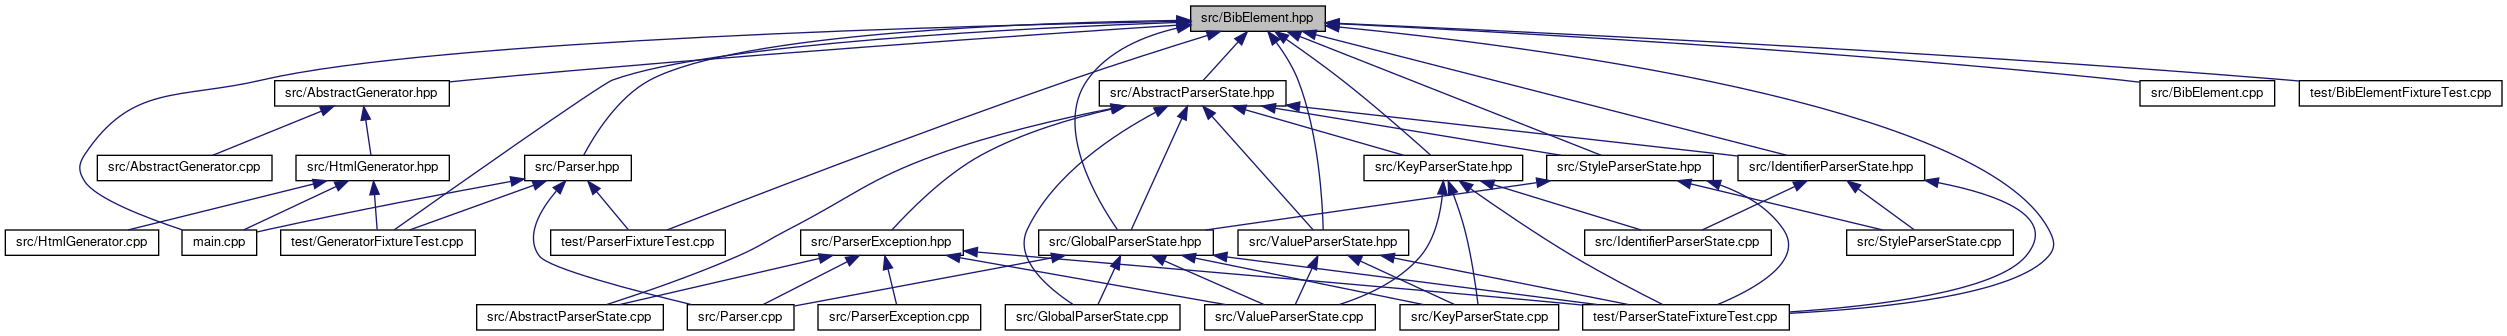 src/BibElement.hpp
src/AbstractGenerator.hpp
src/AbstractParserState.hpp
src/BibElement.cpp
test/BibElementFixtureTest.cpp
src/AbstractGenerator.cpp
src/HtmlGenerator.hpp
src/Parser.hpp
src/KeyParserState.hpp
src/StyleParserState.hpp
src/IdentifierParserState.hpp
src/HtmlGenerator.cpp
main.cpp
test/GeneratorFixtureTest.cpp
test/ParserFixtureTest.cpp
src/ParserException.hpp
src/GlobalParserState.hpp
src/ValueParserState.hpp
src/IdentifierParserState.cpp
src/StyleParserState.cpp
src/AbstractParserState.cpp
src/Parser.cpp
src/ParserException.cpp
src/GlobalParserState.cpp
src/ValueParserState.cpp
src/KeyParserState.cpp
test/ParserStateFixtureTest.cpp